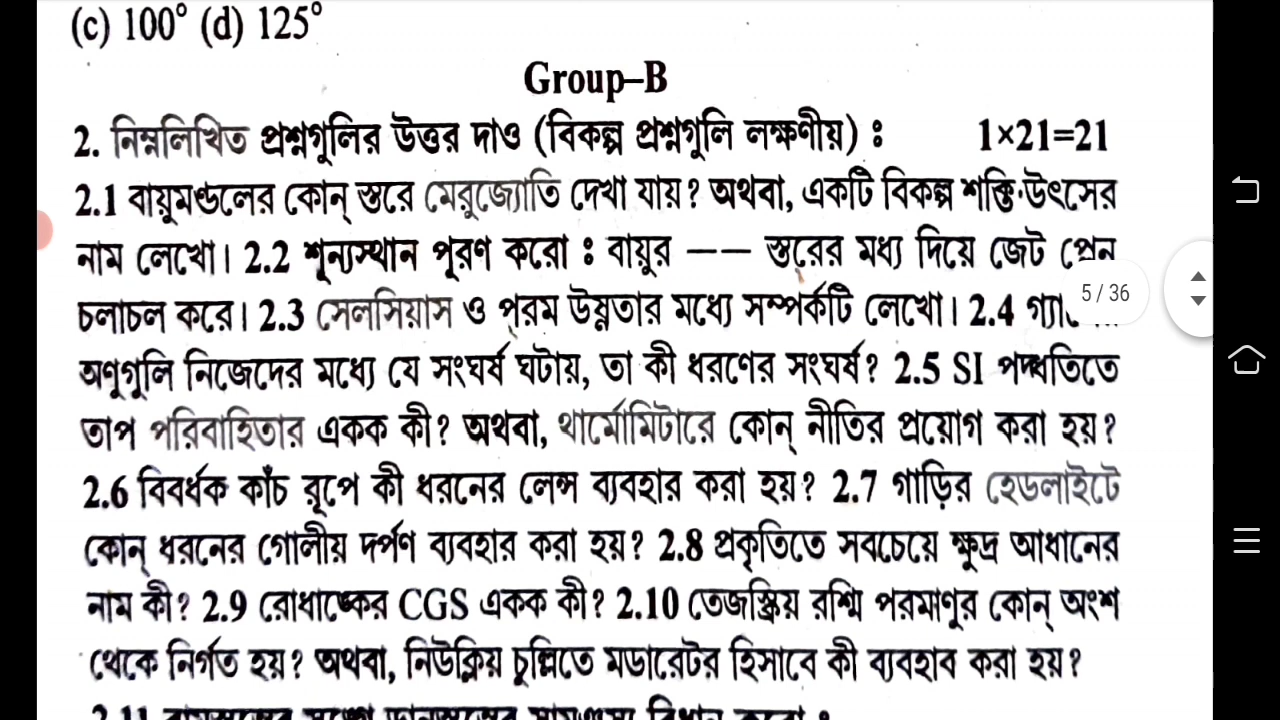 (c) 100° (d) 125°
Group–B
2. নিম্নলিখিত প্রশ্নগুলির উত্তর দাও (বিকল্প প্রশ্নগুলি লক্ষণীয়) ঃ 1×21=21
2.1 বায়ুমণ্ডলের কোন্ স্তরে মেরুজ্যোতি দেখা যায়? অথবা, একটি বিকল্প শক্তি উৎসের
নাম লেখো। 2.2 শূন্যস্থান পূরণ করো ঃ বায়ুর —— স্তরের মধ্য দিয়ে জেট প্লেন
চলাচল করে। 2.3 সেলসিয়াস ও পরম উষ্ণতার মধ্যে সম্পর্কটি লেখো। 2.4
5 / 36
অণুগুলি নিজেদের মধ্যে যে সংঘর্ষ ঘটায়, তা কী ধরণের সংঘর্ষ? 2.5 SI পদ্ধতিতে
তাপ পরিবাহিতার একক কী? অথবা, থার্মোমিটারে কোন্ নীতির প্রয়োগ করা হয়?
2.6 বিবর্ধক কাঁচ রূপে কী ধরনের লেন্স ব্যবহার করা হয়? 2.7 গাড়ির হেডলাইটে
কোন্ ধরনের গোলীয় দর্পণ ব্যবহার করা হয়? 2.8 প্রকৃতিতে সবচেয়ে ক্ষুদ্র আধানের
নাম কী? 2.9 রোধাঙ্কের CGS একক কী? 2.10 তেজস্ক্রিয় রশ্মি পরমাণুর কোন্ অংশ
থেকে নির্গত হয়? অথবা, নিউক্লিয় চুল্লিতে মডারেটর হিসাবে কী ব্যবহাব করা হয়?